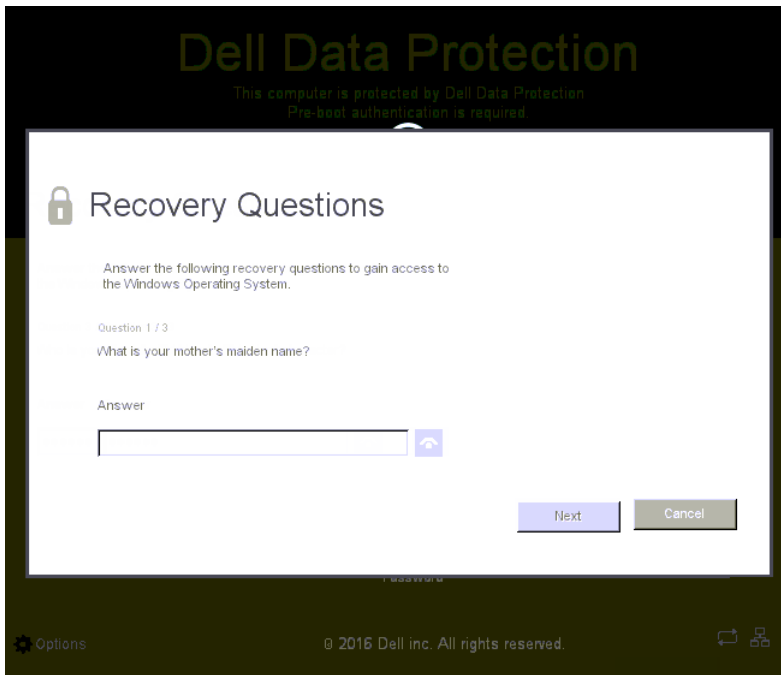 Dell Data Protection
This computer is protected by Dell Data Protection
Pre-boot authentication is required.
Recovery Questions
Answer the following recovery questions to gain access to
the Windows Operating System.
Question 1 / 3
What is your mother's maiden name?
Answer
Next
Cancel
Password
Options
© 2016 Dell inc. All rights reserved.